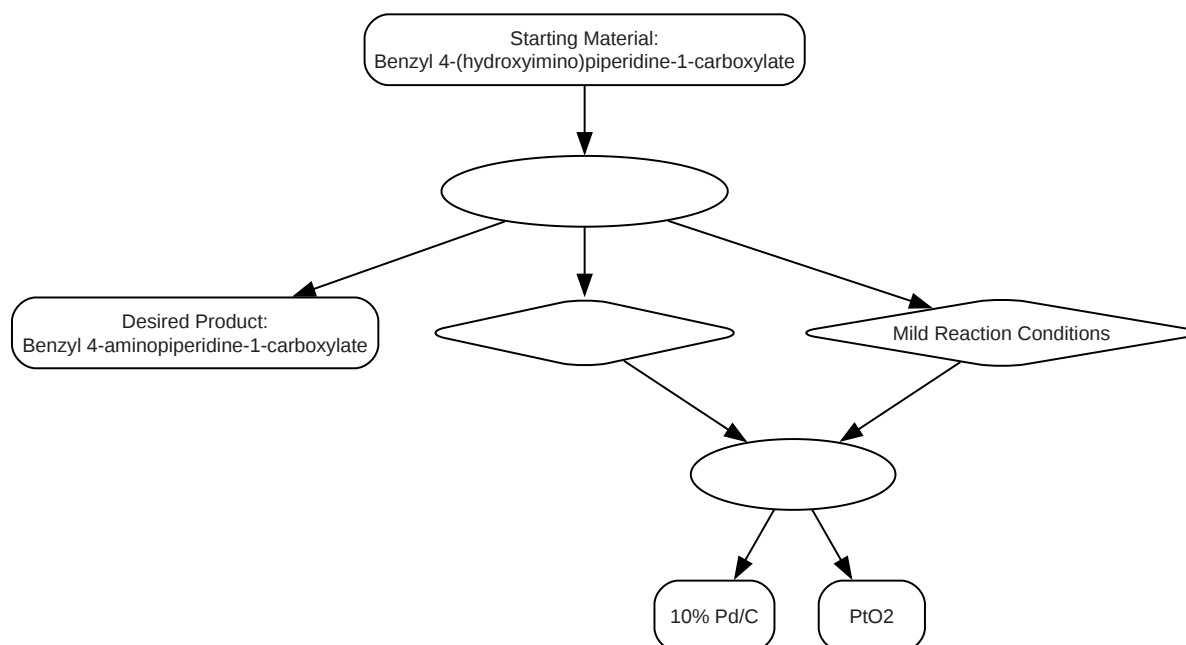 Starting Material:
Benzyl 4-(hydroxyimino)piperidine-1-carboxylate
Desired Product:
Benzyl 4-aminopiperidine-1-carboxylate
Mild Reaction Conditions
10% Pd/C
PtO2